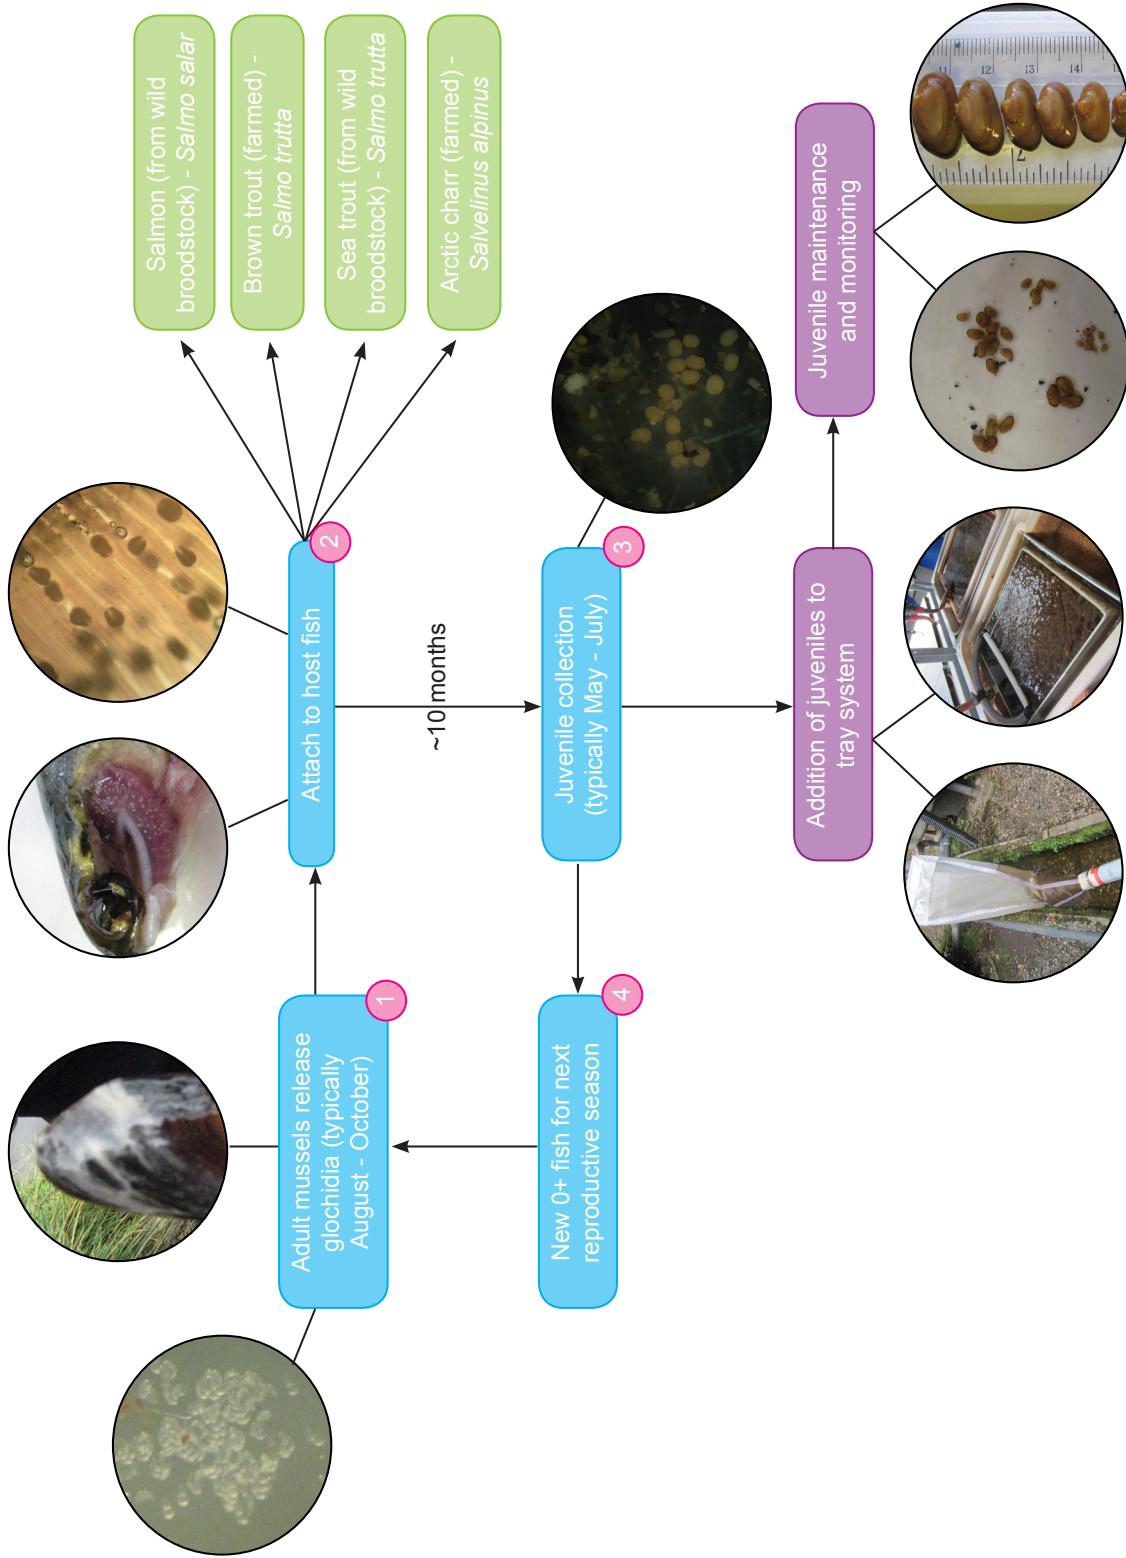 Adult mussels release
glochidia (typically
August - October)
1
Attach to host fish
2
Salmon (from wild
broodstock) - Salmo salar
Brown trout (farmed) -
Salmo trutta
Sea trout (from wild
broodstock) - Salmo trutta
Arctic charr (farmed) -
Salvelinus alpinus
~10 months
New 0+ fish for next
reproductive season
4
Juvenile collection
(typically May - July)
3
Addition of juveniles to
tray system
Juvenile maintenance
and monitoring
11 12 13 14
7